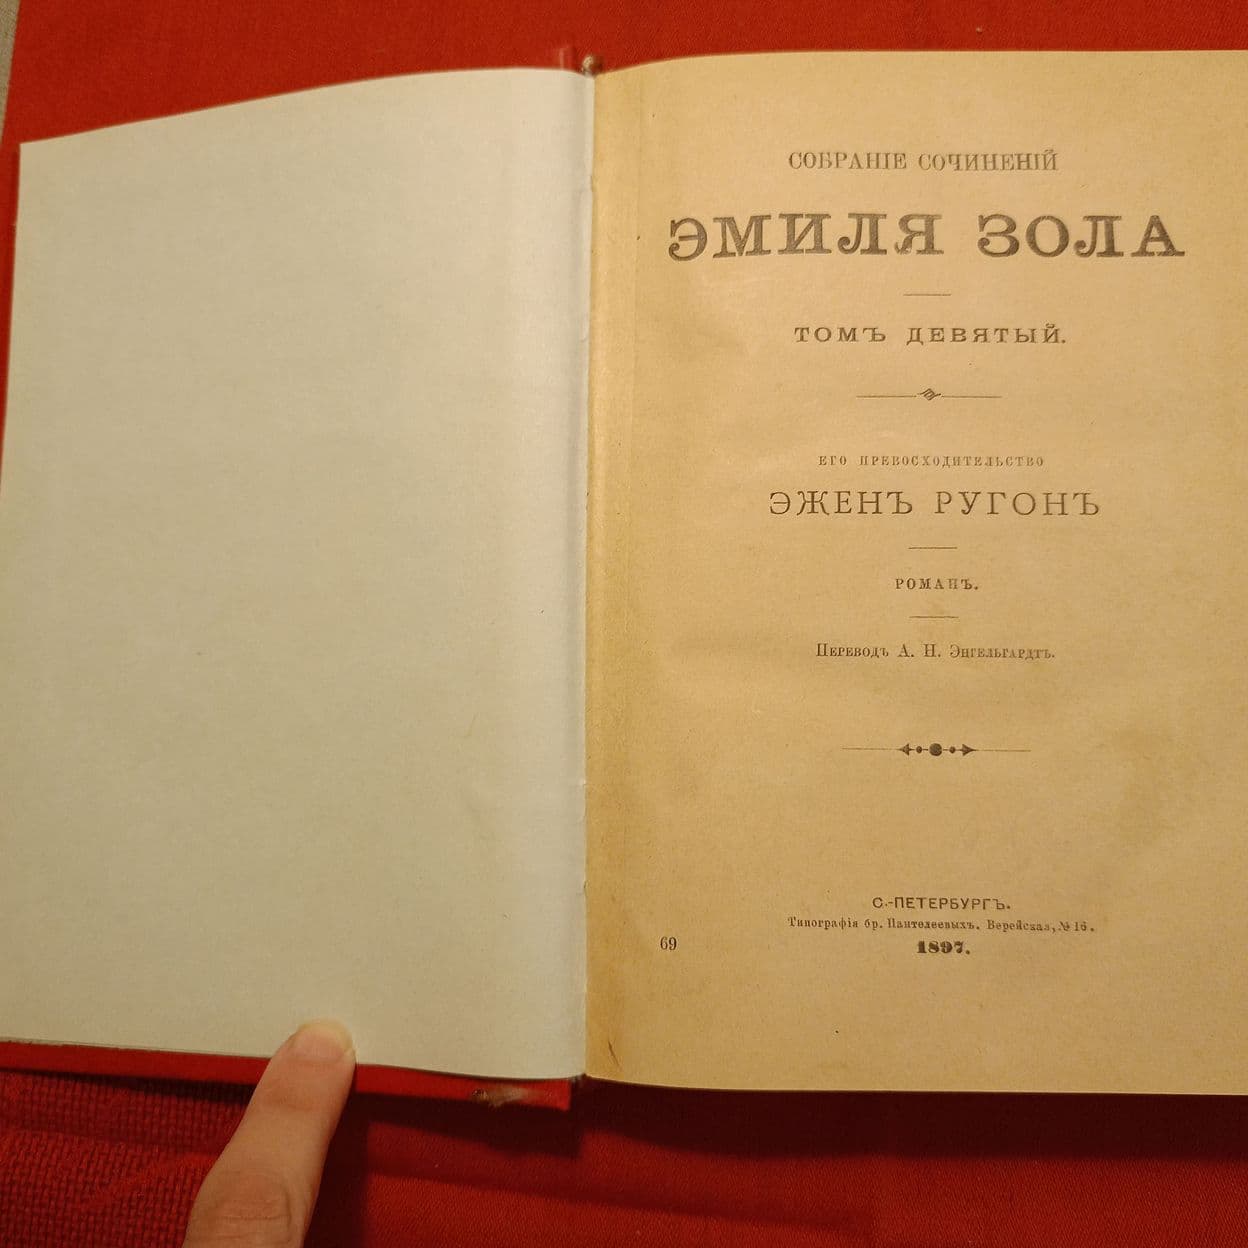 СОБРАНІЕ СОЧИНЕНІЙ
ЭМИЛЯ ЗОЛА
ТОМЪ ДЕВЯТЫЙ.
ЕГО ПРЕВОСХОДИТЕЛЬСТВО
ЭЖЕНЪ РУГОНЪ
РОМАНЪ.
Переводъ А. Н. Энгельгардтъ.
С.-ПЕТЕРБУРГЪ.
Типографія бр. Пантелеевыхъ. Верейская, № 16.
69
1897.